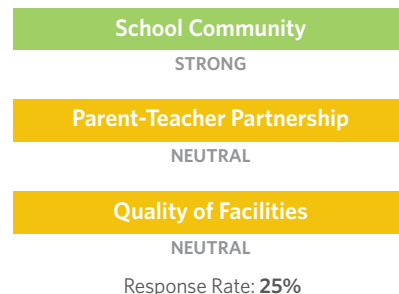 School Community
STRONG
Parent-Teacher Partnership
NEUTRAL
Quality of Facilities
NEUTRAL
Response Rate: 25%